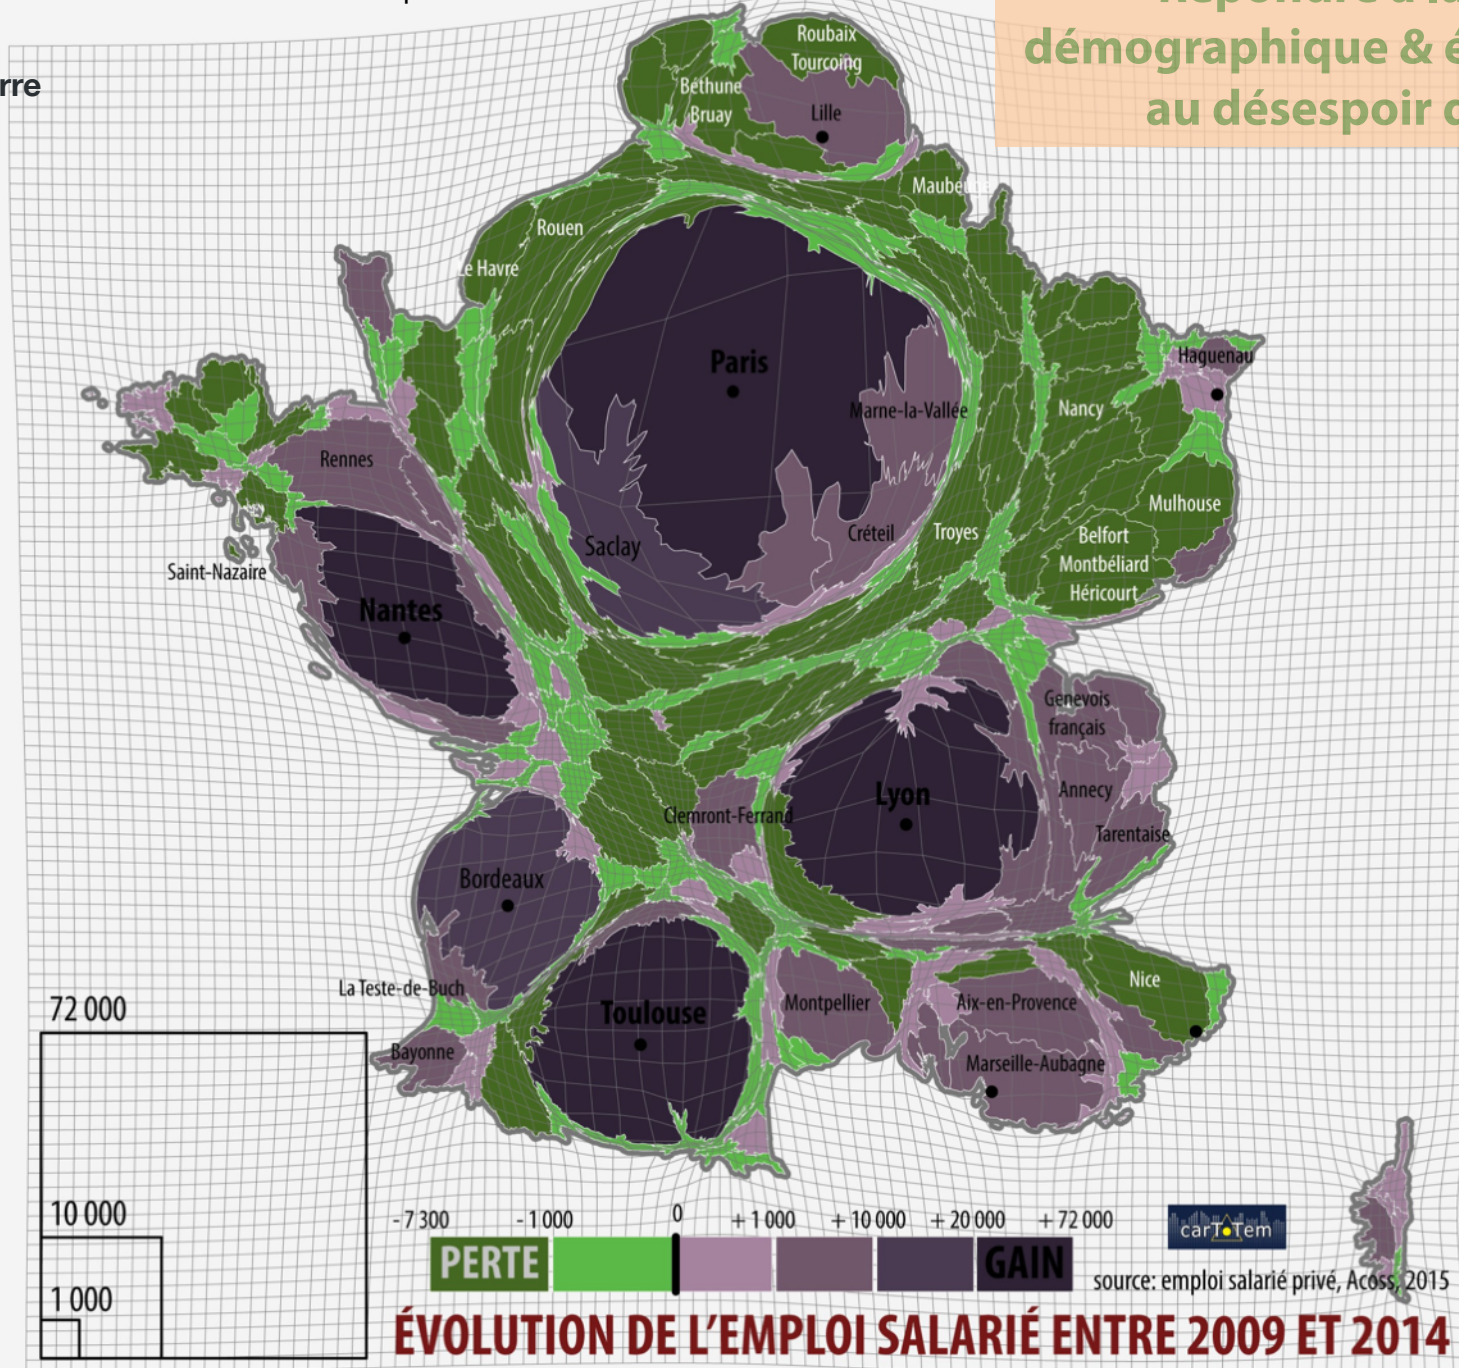 rre
Répondre à la
démographique & é
au désespoir
Roubaix
Tourcoing
Béthune
Bruay
Lille
Maubeuge
Rouen
Le Havre
Haguenau
Paris
Marne-la-Vallée
Nancy
Rennes
Mulhouse
Créteil
Troyes
Belfort
Montbéliard
Héricourt
Saclay
Saint-Nazaire
Nantes
Genevois
français
Annecy
Lyon
Clemront-Ferrand
Tarentaise
Bordeaux
La Teste-de-Buch
Nice
Toulouse
Montpellier
Aix-en-Provence
Bayonne
Marseille-Aubagne
72 000
10 000
1 000
- 7 300 - 1 000 0 + 1 000 + 10 000 + 20 000 + 72 000
PERTE GAIN
carToTem
source: emploi salarié privé, Acoss, 2015
ÉVOLUTION DE L'EMPLOI SALARIÉ ENTRE 2009 ET 2014